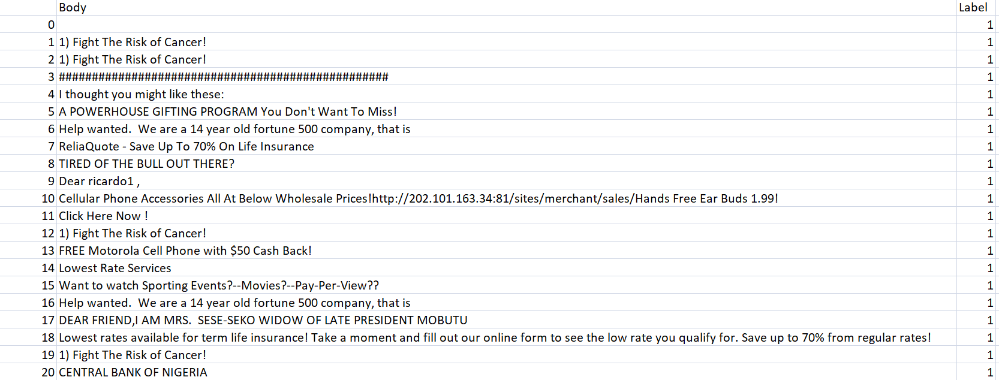 Body Label
0 1
1 1) Fight The Risk of Cancer! 1
2 1) Fight The Risk of Cancer! 1
3 ################################################## 1
4 I thought you might like these: 1
5 A POWERHOUSE GIFTING PROGRAM You Don't Want To Miss! 1
6 Help wanted.  We are a 14 year old fortune 500 company, that is 1
7 ReliaQuote - Save Up To 70% On Life Insurance 1
8 TIRED OF THE BULL OUT THERE? 1
9 Dear ricardo1 , 1
10 Cellular Phone Accessories All At Below Wholesale Prices!http://202.101.163.34:81/sites/merchant/sales/Hands Free Ear Buds 1.99! 1
11 Click Here Now ! 1
12 1) Fight The Risk of Cancer! 1
13 FREE Motorola Cell Phone with $50 Cash Back! 1
14 Lowest Rate Services 1
15 Want to watch Sporting Events?--Movies?--Pay-Per-View?? 1
16 Help wanted.  We are a 14 year old fortune 500 company, that is 1
17 DEAR FRIEND,I AM MRS.  SESE-SEKO WIDOW OF LATE PRESIDENT MOBUTU 1
18 Lowest rates available for term life insurance! Take a moment and fill out our online form to see the low rate you qualify for. Save up to 70% from regular rates! 1
19 1) Fight The Risk of Cancer! 1
20 CENTRAL BANK OF NIGERIA 1